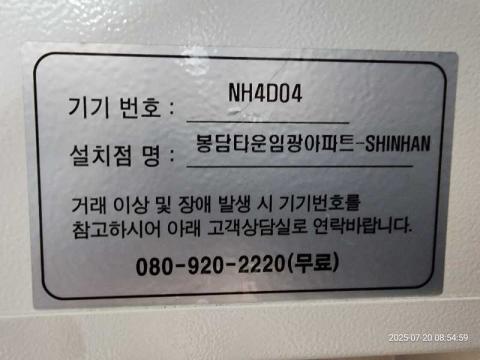 기기 번호 : NH4D04
설치점 명 : 봉담타운임광아파트-SHINHAN
거래 이상 및 장애 발생 시 기기번호를
참고하시어 아래 고객상담실로 연락바랍니다.
080-920-2220(무료)
2025-07-20 08:54:59